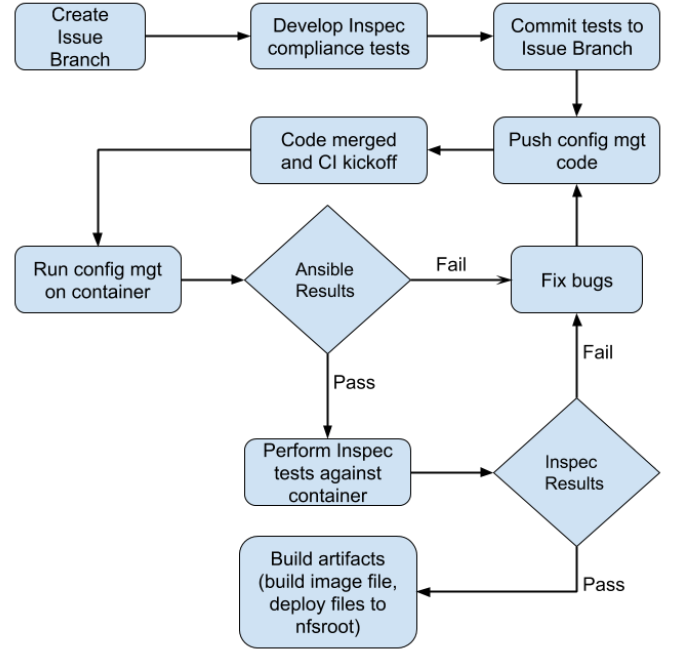 Create
Issue
Branch
Develop Inspec
compliance tests
Commit tests to
Issue Branch
Code merged
and CI kickoff
Push config mgt
code
Run config mgt
on container
Ansible
Results
Fail
Fix bugs
Pass
Fail
Perform Inspec
tests against
container
Inspec
Results
Build artifacts
(build image file,
deploy files to
nfsroot)
Pass